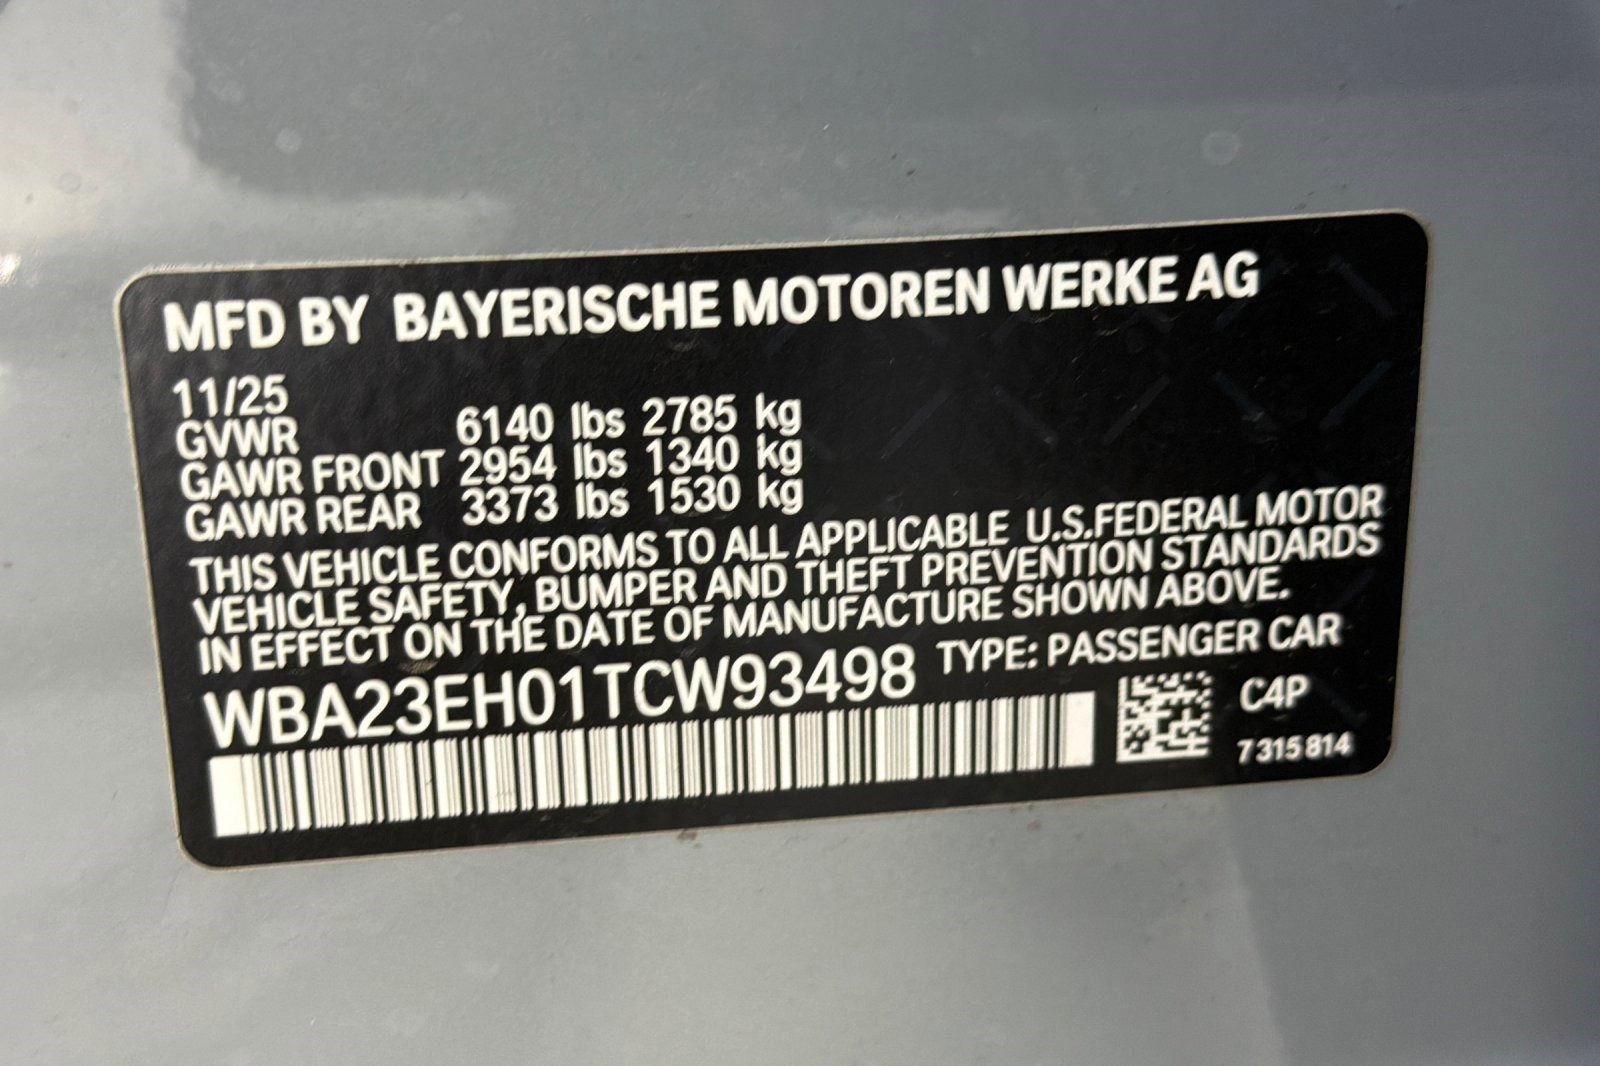 MFD BY BAYERISCHE MOTOREN WERKE AG
11/25
GVWR 6140 lbs 2785 kg
GAWR FRONT 2954 lbs 1340 kg
GAWR REAR 3373 lbs 1530 kg
THIS VEHICLE CONFORMS TO ALL APPLICABLE U.S.FEDERAL MOTOR
VEHICLE SAFETY, BUMPER AND THEFT PREVENTION STANDARDS
IN EFFECT ON THE DATE OF MANUFACTURE SHOWN ABOVE.
WBA23EH01TCW93498 TYPE: PASSENGER CAR
C4P
7 315 814